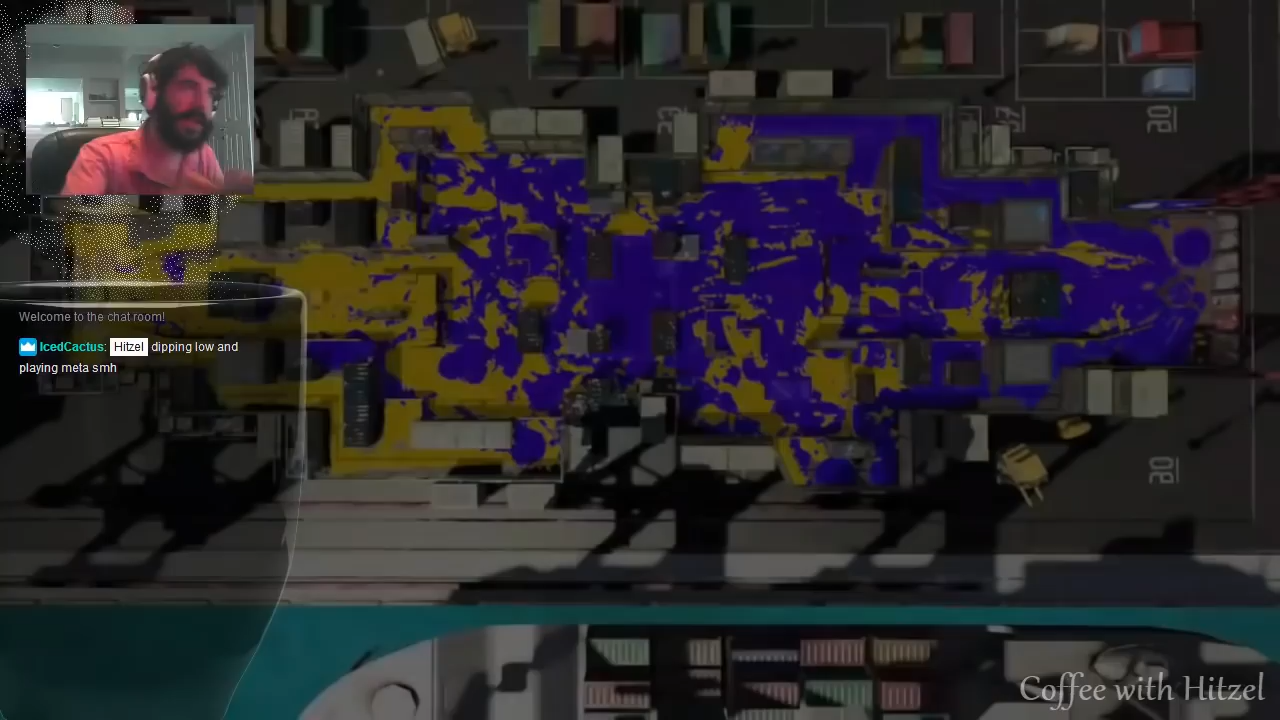 Welcome to the chat room!
IcedCactus: Hitzel dipping low and
playing meta smh
Coffee with Hitzel